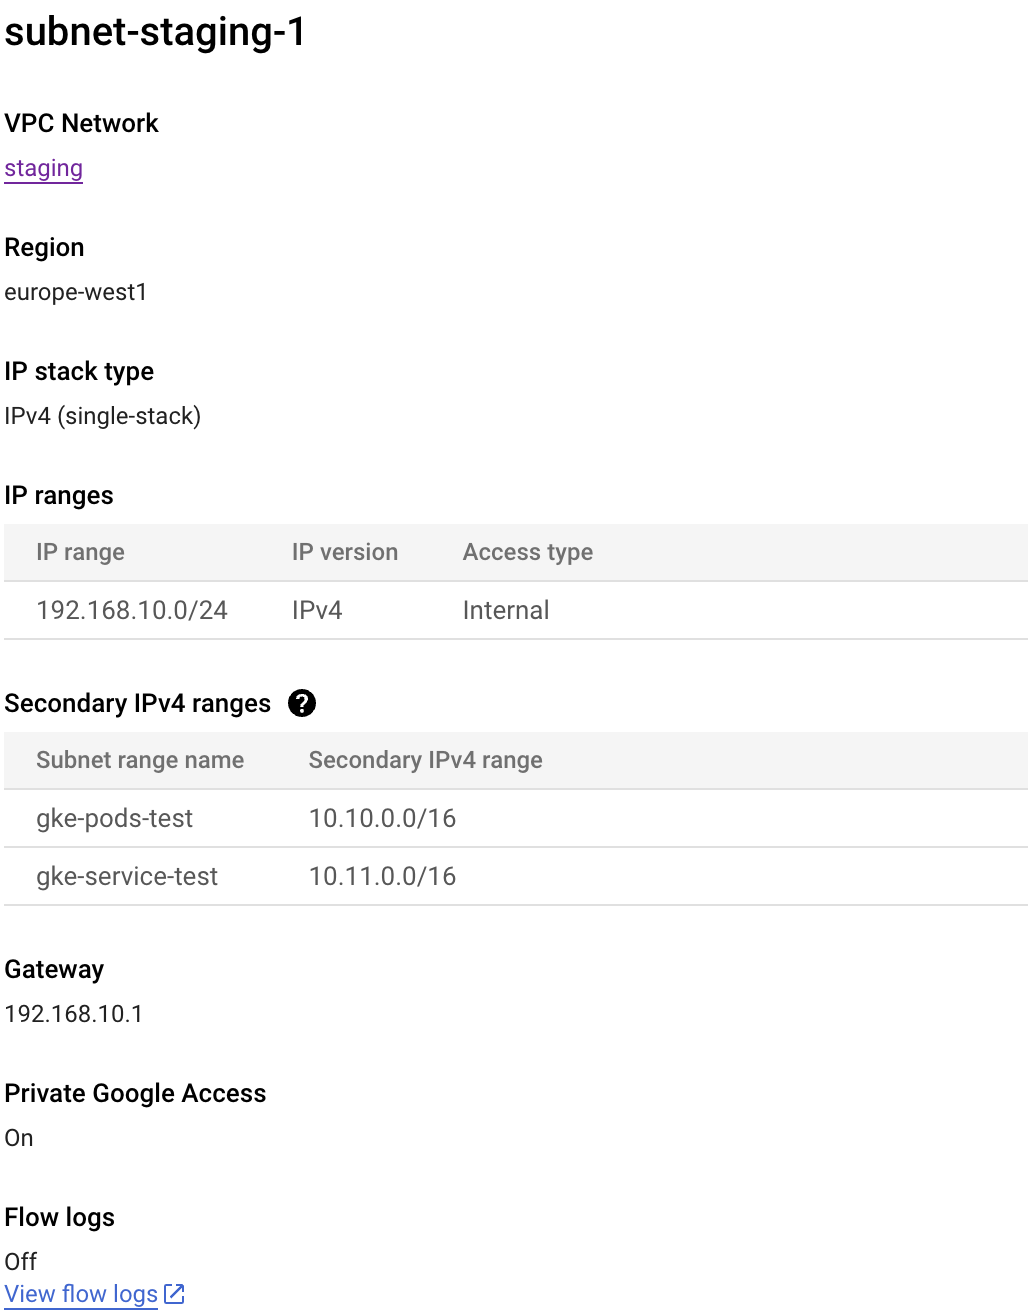 subnet-staging-1
VPC Network
staging
Region
europe-west1
IP stack type
IPv4 (single-stack)
IP ranges
IP range IP version Access type
192.168.10.0/24 IPv4 Internal
Secondary IPv4 ranges ?
Subnet range name Secondary IPv4 range
gke-pods-test 10.10.0.0/16
gke-service-test 10.11.0.0/16
Gateway
192.168.10.1
Private Google Access
On
Flow logs
Off
View flow logs